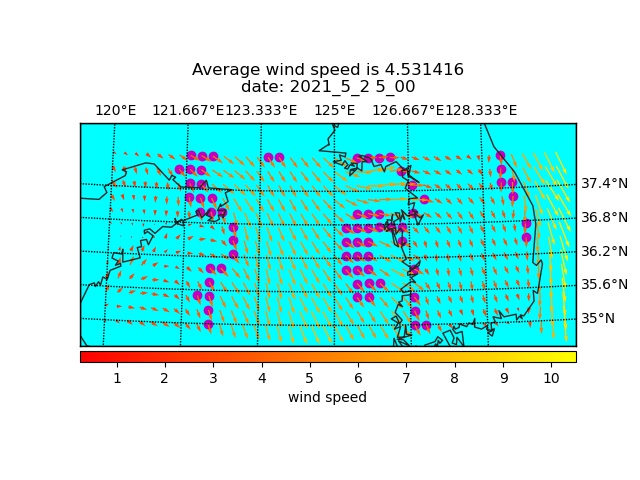 Average wind speed is 4.531416
date: 2021_5_2 5_00
120°E 121.667°E 123.333°E 125°E 126.667°E 128.333°E
37.4°N
36.8°N
36.2°N
35.6°N
35°N
1 2 3 4 5 6 7 8 9 10
wind speed